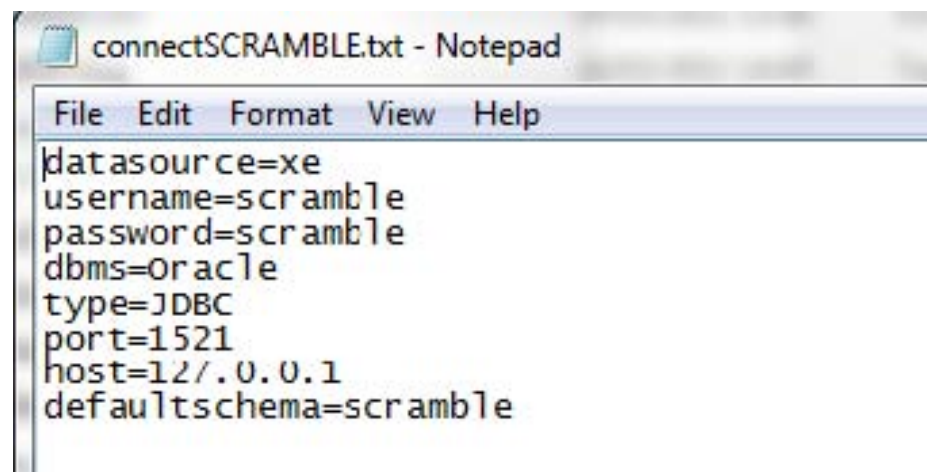 connectSCRAMBLE.txt - Notepad
File Edit Format View Help
datasource=xe
username=scramble
password=scramble
dbms=Oracle
type=JDBC
port=1521
host=127.0.0.1
defaultschema=scramble